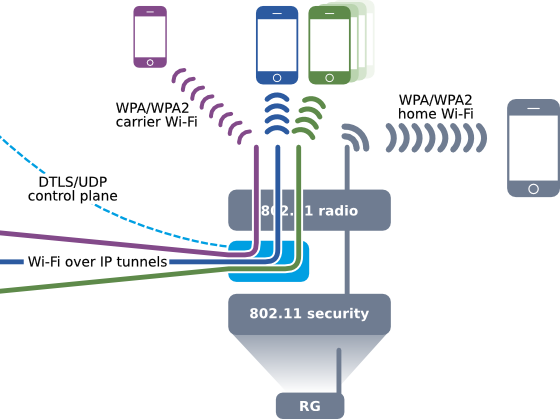 WPA/WPA2
carrier Wi-Fi
WPA/WPA2
home Wi-Fi
DTLS/UDP
control plane
802.11 radio
Wi-Fi over IP tunnels
802.11 security
RG